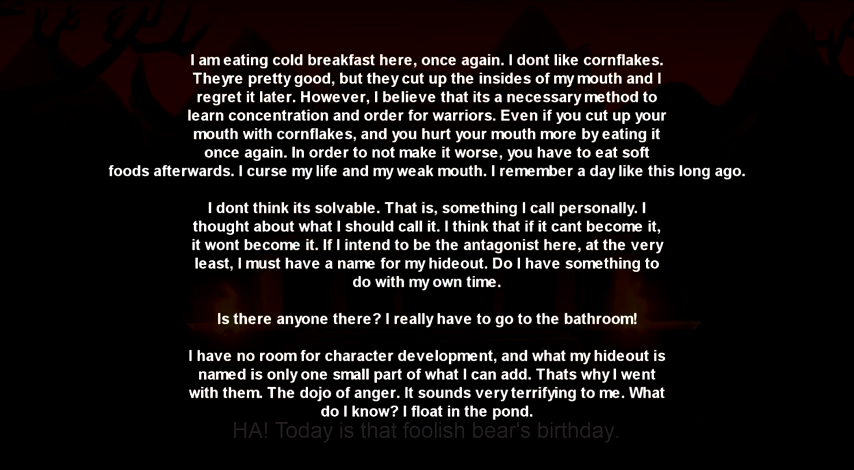 I am eating cold breakfast here, once again. I dont like cornflakes.
Theyre pretty good, but they cut up the insides of my mouth and I
regret it later. However, I believe that its a necessary method to
learn concentration and order for warriors. Even if you cut up your
mouth with cornflakes, and you hurt your mouth more by eating it
once again. In order to not make it worse, you have to eat soft
foods afterwards. I curse my life and my weak mouth. I remember a day like this long ago.
I dont think its solvable. That is, something I call personally. I
thought about what I should call it. I think that if it cant become it,
it wont become it. If I intend to be the antagonist here, at the very
least, I must have a name for my hideout. Do I have something to
do with my own time.
Is there anyone there? I really have to go to the bathroom!
I have no room for character development, and what my hideout is
named is only one small part of what I can add. Thats why I went
with them. The dojo of anger. It sounds very terrifying to me. What
do I know? I float in the pond.
HA! Today is that foolish bear's birthday.